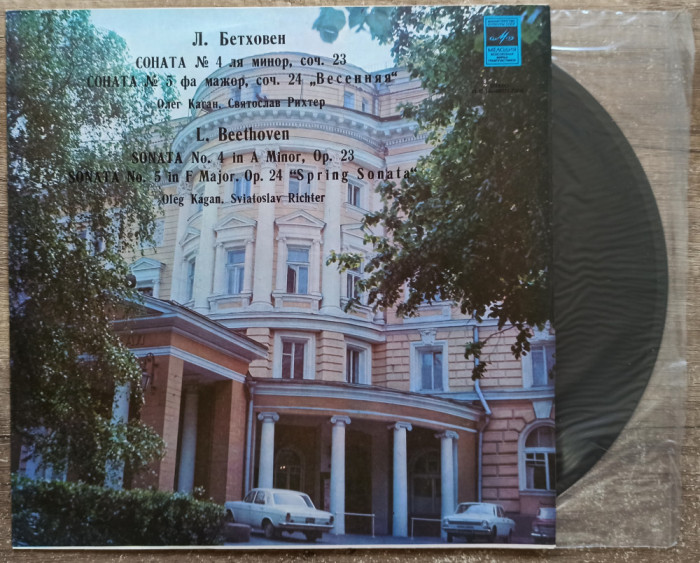 Л. Бетховен
СОНАТА № 4 ля минор, соч. 23
СОНАТА № 5 фа мажор, соч. 24 „Весенняя“
Олег Каган, Святослав Рихтер
L. Beethoven
SONATA No. 4 in A Minor, Op. 23
SONATA No. 5 in F Major, Op. 24 “Spring Sonata”
Oleg Kagan, Sviatoslav Richter
МЕЛОДИЯ